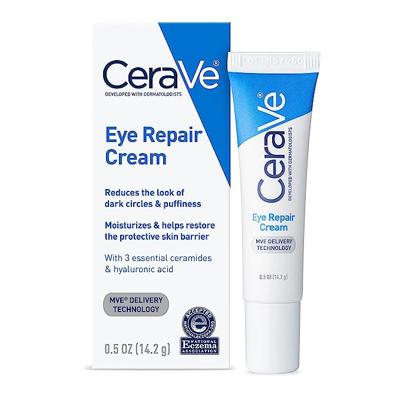 CeraVe®
DEVELOPED WITH DERMATOLOGISTS
Eye Repair
Cream
Reduces the look of
dark circles & puffiness
Moisturizes & helps restore
the protective skin barrier
With 3 essential ceramides
& hyaluronic acid
MVE® DELIVERY
TECHNOLOGY
0.5 OZ (14.2 g)
ACCEPTED
NATIONAL
Eczema
ASSOCIATION
CeraVe
DEVELOPED WITH DERMATOLOGISTS
Eye Repair
Cream
MVE DELIVERY
TECHNOLOGY
0.5 OZ (14.2 g)